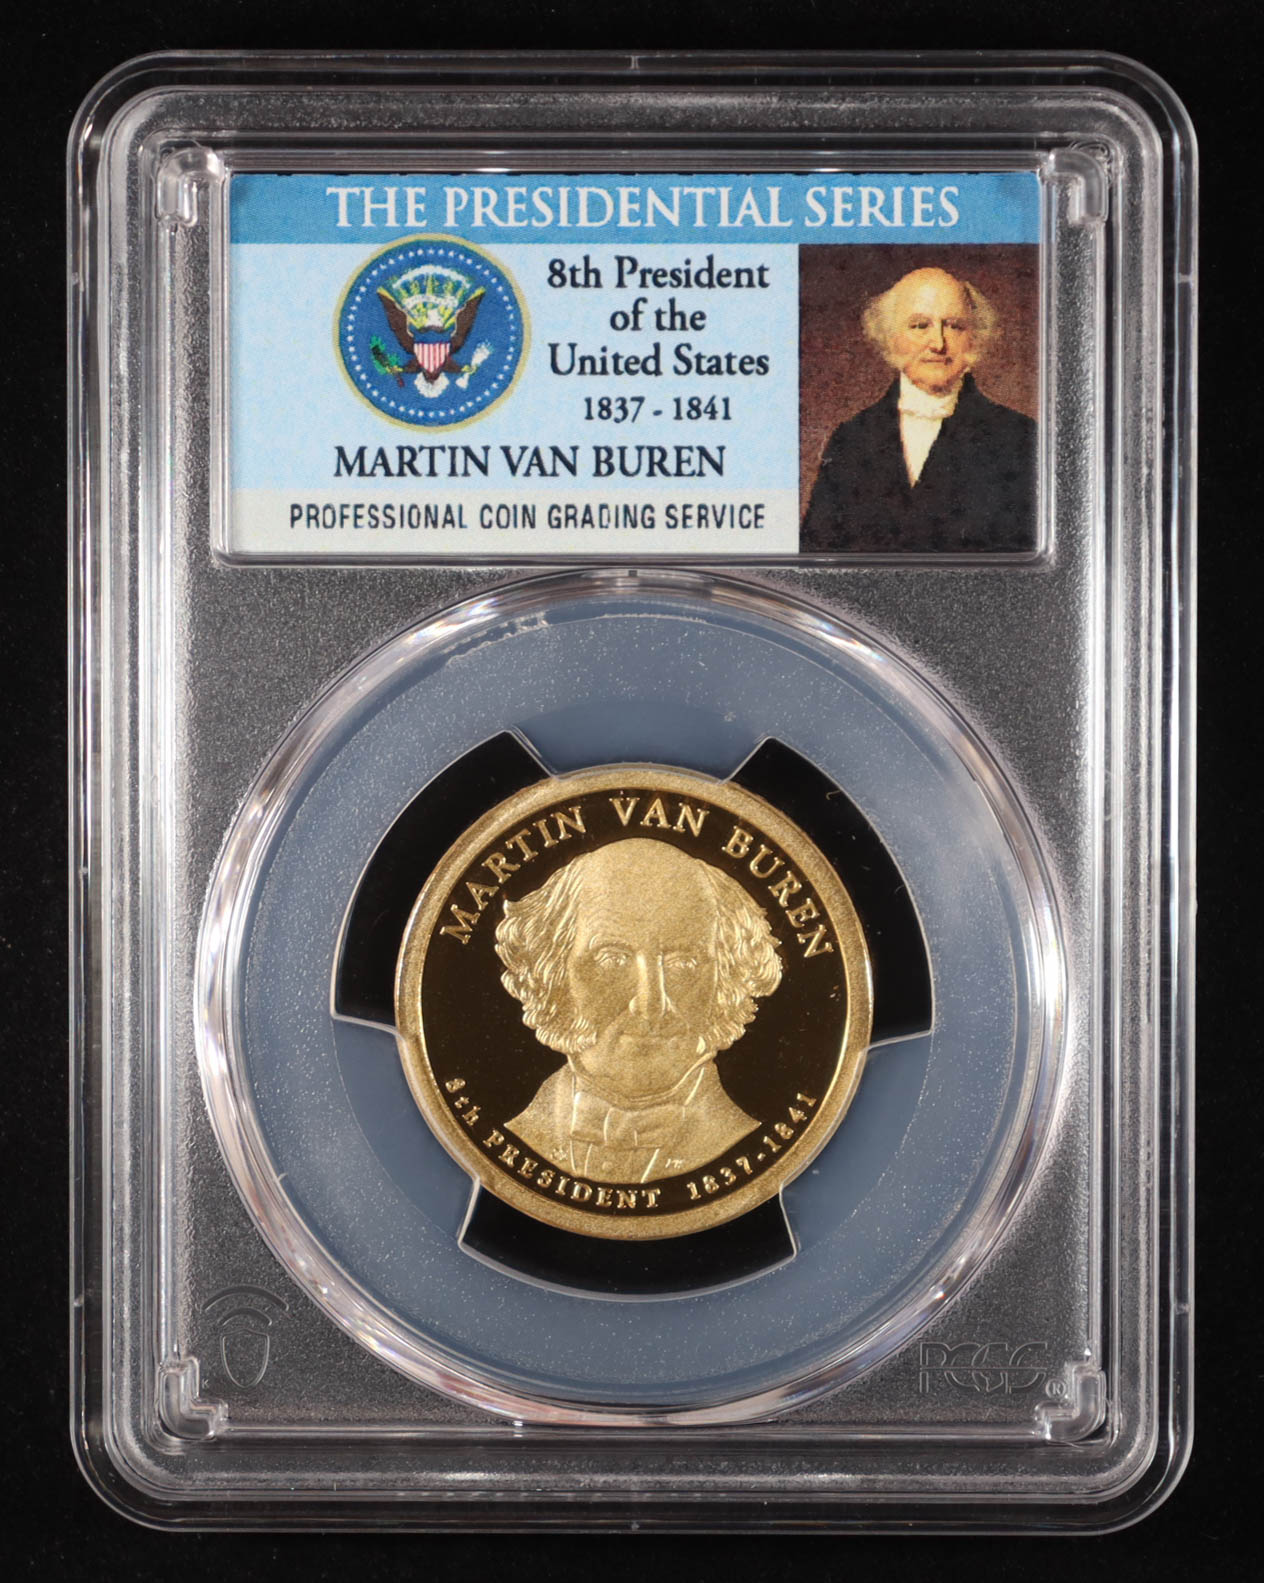 THE PRESIDENTIAL SERIES
8th President
of the
United States
1837 - 1841
MARTIN VAN BUREN
PROFESSIONAL COIN GRADING SERVICE
MARTIN VAN BUREN
8th PRESIDENT 1837-1841
PCGS®